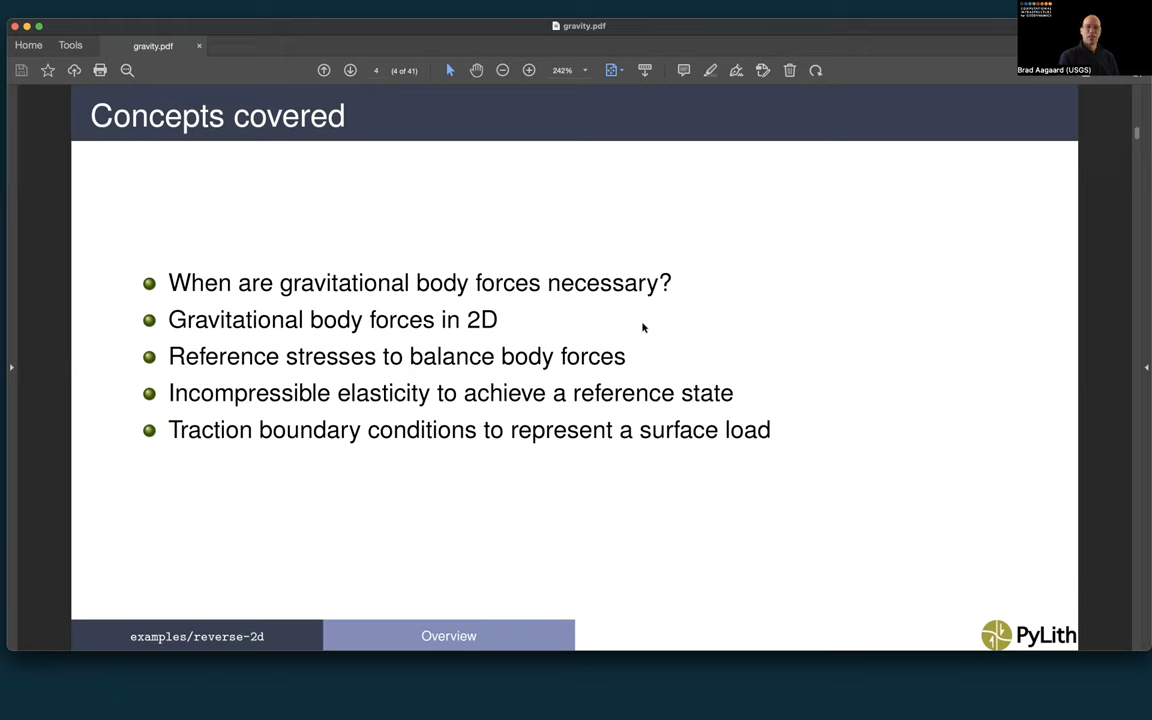 gravity.pdf
Home Tools gravity.pdf ×
4 (4 of 41) 242%
Brad Aagaard (USGS)
Concepts covered
When are gravitational body forces necessary?
Gravitational body forces in 2D
Reference stresses to balance body forces
Incompressible elasticity to achieve a reference state
Traction boundary conditions to represent a surface load
examples/reverse-2d
Overview
PyLith